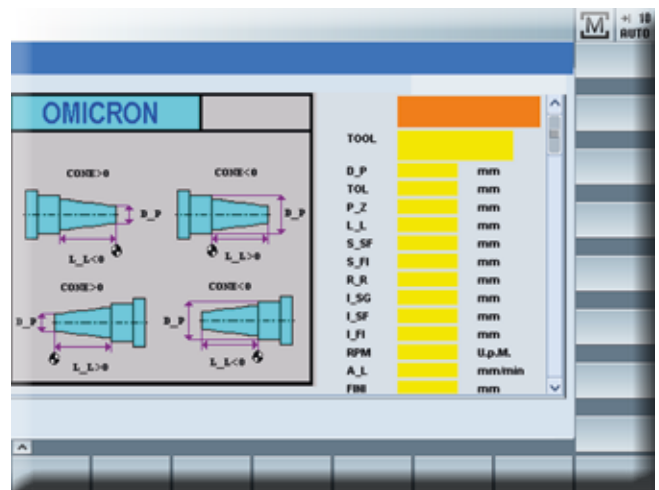 M
10
AUTO
OMICRON
TOOL
CONE>0
CONE<0
D_P mm
TOL mm
D_P
D_P
P_Z mm
L_L mm
S_SF mm
L_L<0
L_L>0
S_FI mm
R_R mm
CONE>0
CONE<0
I_SG mm
I_SF mm
D_P
D_P
I_FI mm
RPM U.p.M.
L_L>0
L_L<0
A_L mm/min
FINI mm